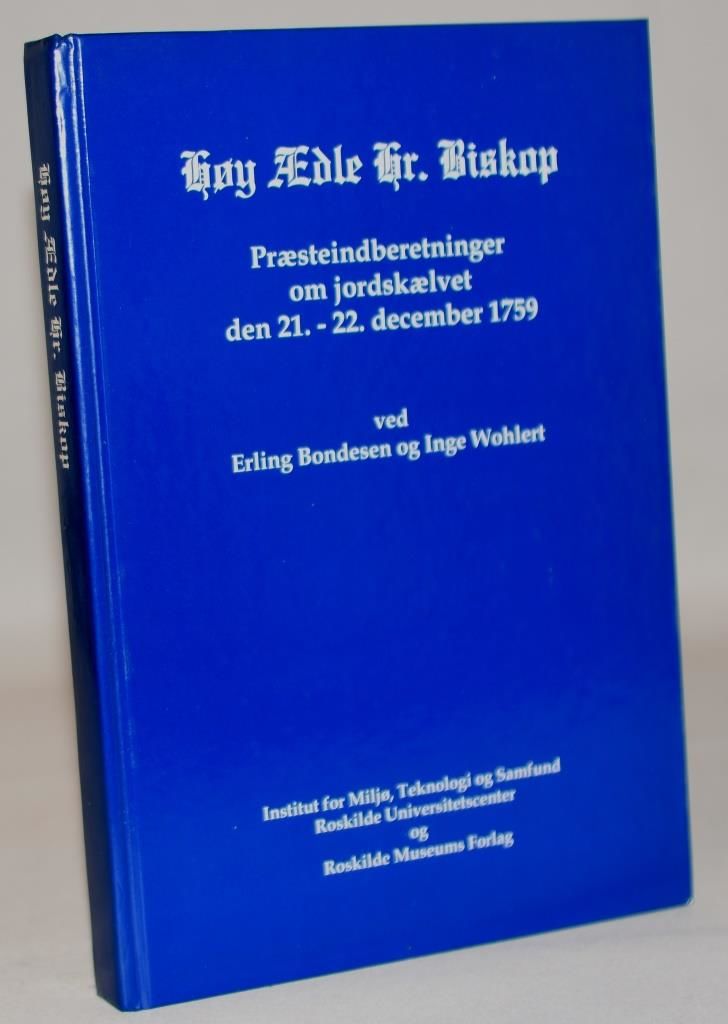 Høy Ædle Hr. Biskop
Præsteindberetninger
om jordskælvet
den 21. - 22. december 1759
ved
Erling Bondesen og Inge Wohlert
Institut for Miljø, Teknologi og Samfund
Roskilde Universitetscenter
og
Roskilde Museums Forlag
Høy Ædle Hr. Biskop